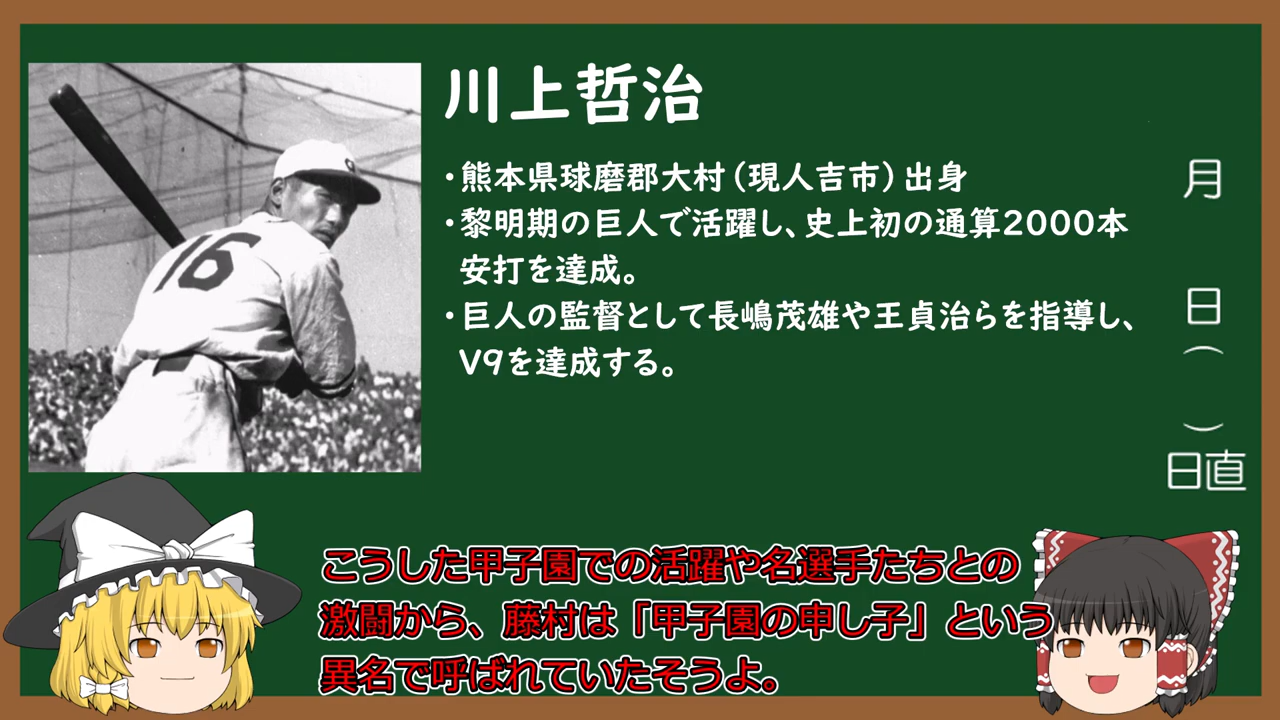 川上哲治
・熊本県球磨郡大村（現人吉市）出身
・黎明期の巨人で活躍し、史上初の通算2000本
安打を達成。
・巨人の監督として長嶋茂雄や王貞治らを指導し、
V9を達成する。
16
月
日
（
）
日直
こうした甲子園での活躍や名選手たちとの
激闘から、藤村は「甲子園の申し子」という
異名で呼ばれていたそうよ。